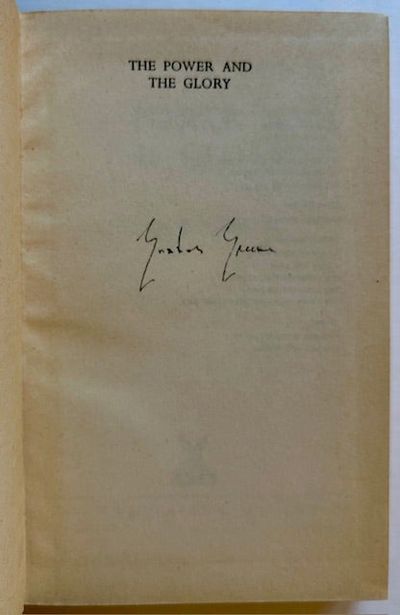 THE POWER AND
THE GLORY
Graham Greene